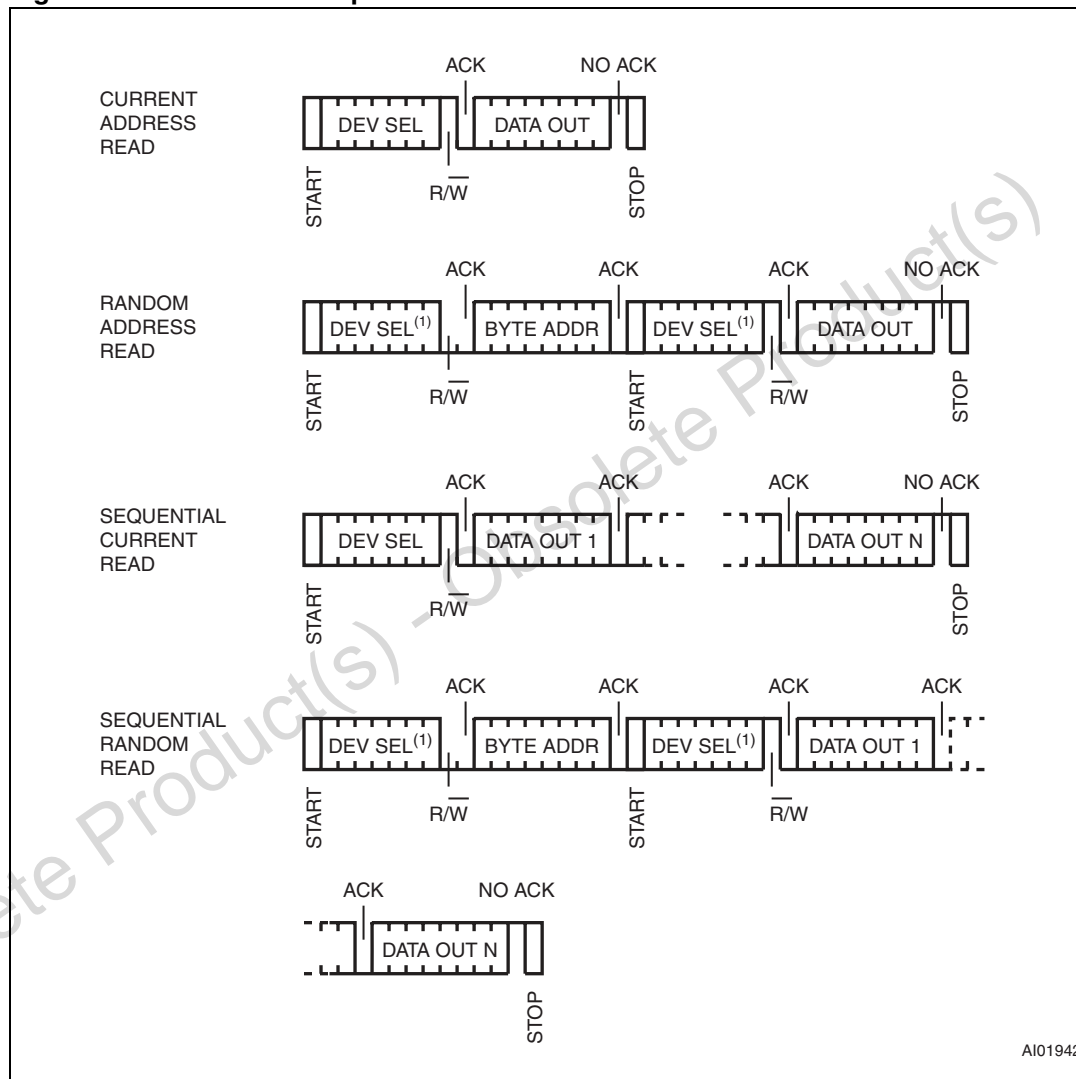 CURRENT
ADDRESS
READ
ACK NO ACK
DEV SEL DATA OUT
START R/W STOP
RANDOM
ADDRESS
READ
ACK ACK ACK NO ACK
DEV SEL(1) BYTE ADDR DEV SEL(1) DATA OUT
START R/W START R/W STOP
SEQUENTIAL
CURRENT
READ
ACK ACK ACK NO ACK
DEV SEL DATA OUT 1 DATA OUT N
START R/W STOP
SEQUENTIAL
RANDOM
READ
ACK ACK ACK ACK
DEV SEL(1) BYTE ADDR DEV SEL(1) DATA OUT 1
START R/W START R/W
ACK NO ACK
DATA OUT N
STOP
AI01942
ete Product(s) - Obsolete Product(s)